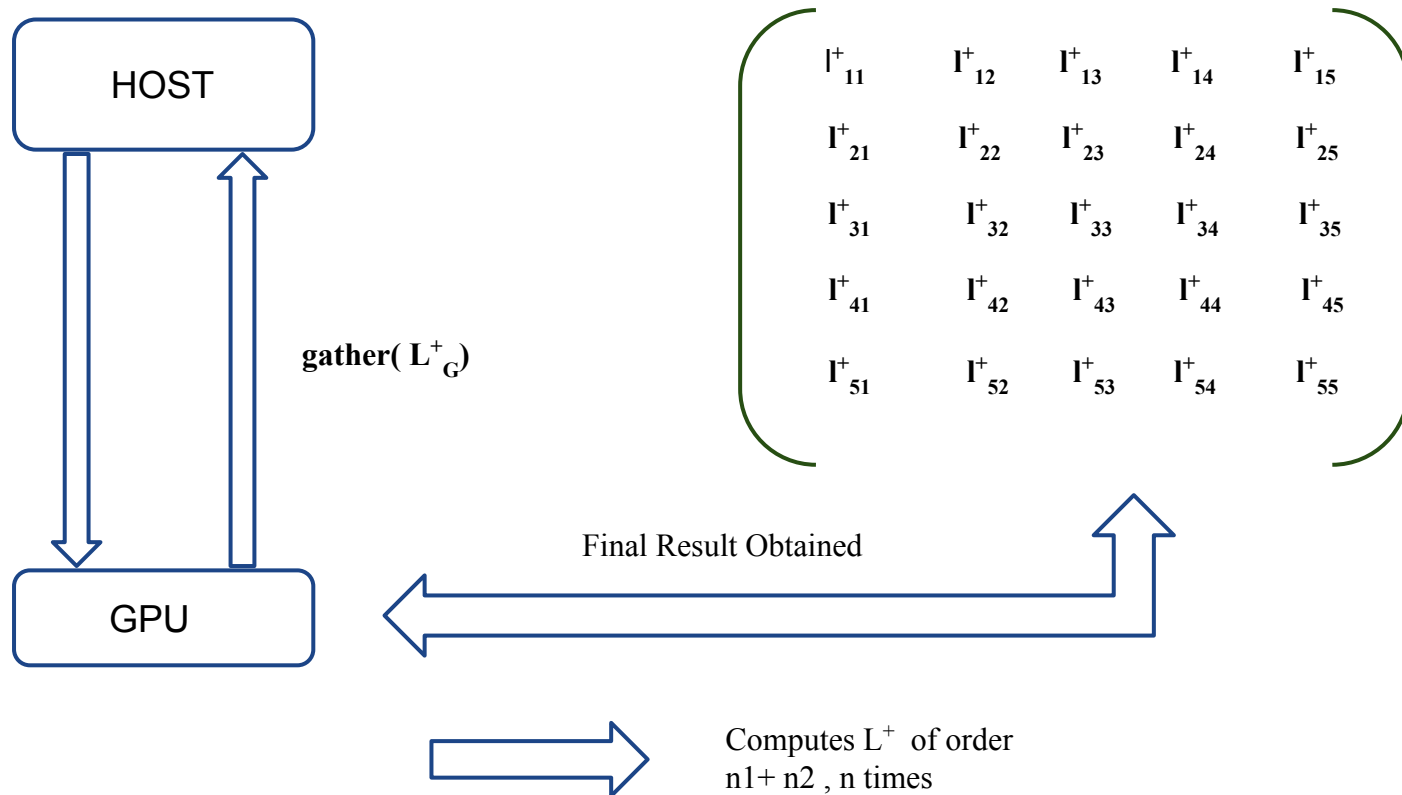 HOST
l⁺₁₁ l⁺₁₂ l⁺₁₃ l⁺₁₄ l⁺₁₅
l⁺₂₁ l⁺₂₂ l⁺₂₃ l⁺₂₄ l⁺₂₅
l⁺₃₁ l⁺₃₂ l⁺₃₃ l⁺₃₄ l⁺₃₅
l⁺₄₁ l⁺₄₂ l⁺₄₃ l⁺₄₄ l⁺₄₅
l⁺₅₁ l⁺₅₂ l⁺₅₃ l⁺₅₄ l⁺₅₅
gather( L⁺_G)
Final Result Obtained
GPU
Computes L⁺ of order
n1+ n2 , n times